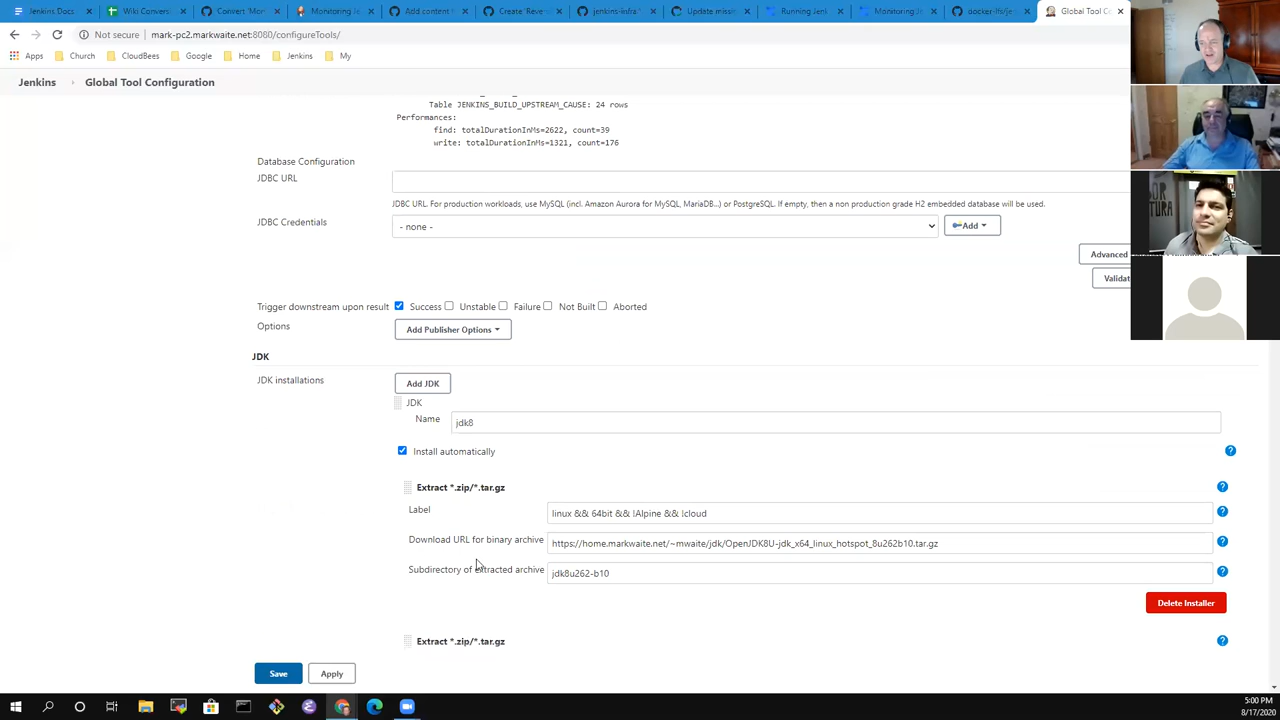 Jenkins.Docs
Wiki Convers
Convert 'Mor
Monitoring Je
Add content
Create 'Rever
jenkins-infra
Update missin
Running Jenk
Monitoring Je
docker-lfs/je
Global Tool Co
Not secure | mark-pc2.markwaite.net:8080/configureTools/
Apps Church CloudBees Google Home Jenkins My
Jenkins Global Tool Configuration
Table JENKINS_BUILD_UPSTREAM_CAUSE: 24 rows
Performances:
find: totalDurationInMs=2622, count=39
write: totalDurationInMs=1321, count=176
Database Configuration
JDBC URL
JDBC URL. For production workloads, use MySQL (incl. Amazon Aurora for MySQL, MariaDB...) or PostgreSQL. If empty, then a non production grade H2 embedded database will be used.
JDBC Credentials
- none -
Add
Advanced
Validat
Trigger downstream upon result Success Unstable Failure Not Built Aborted
Options
Add Publisher Options
JDK
JDK installations
Add JDK
JDK
Name
jdk8
Install automatically
Extract *.zip/*.tar.gz
Label
linux && 64bit && !Alpine && !cloud
Download URL for binary archive
https://home.markwaite.net/~mwaite/jdk/OpenJDK8U-jdk_x64_linux_hotspot_8u262b10.tar.gz
Subdirectory of extracted archive
jdk8u262-b10
Delete Installer
Extract *.zip/*.tar.gz
Save
Apply
5:00 PM
8/17/2020